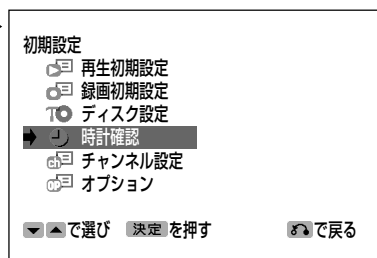 初期設定
再生初期設定
録画初期設定
ディスク設定
時計確認
ch チャンネル設定
OP オプション
で選び 決定 を押す で戻る